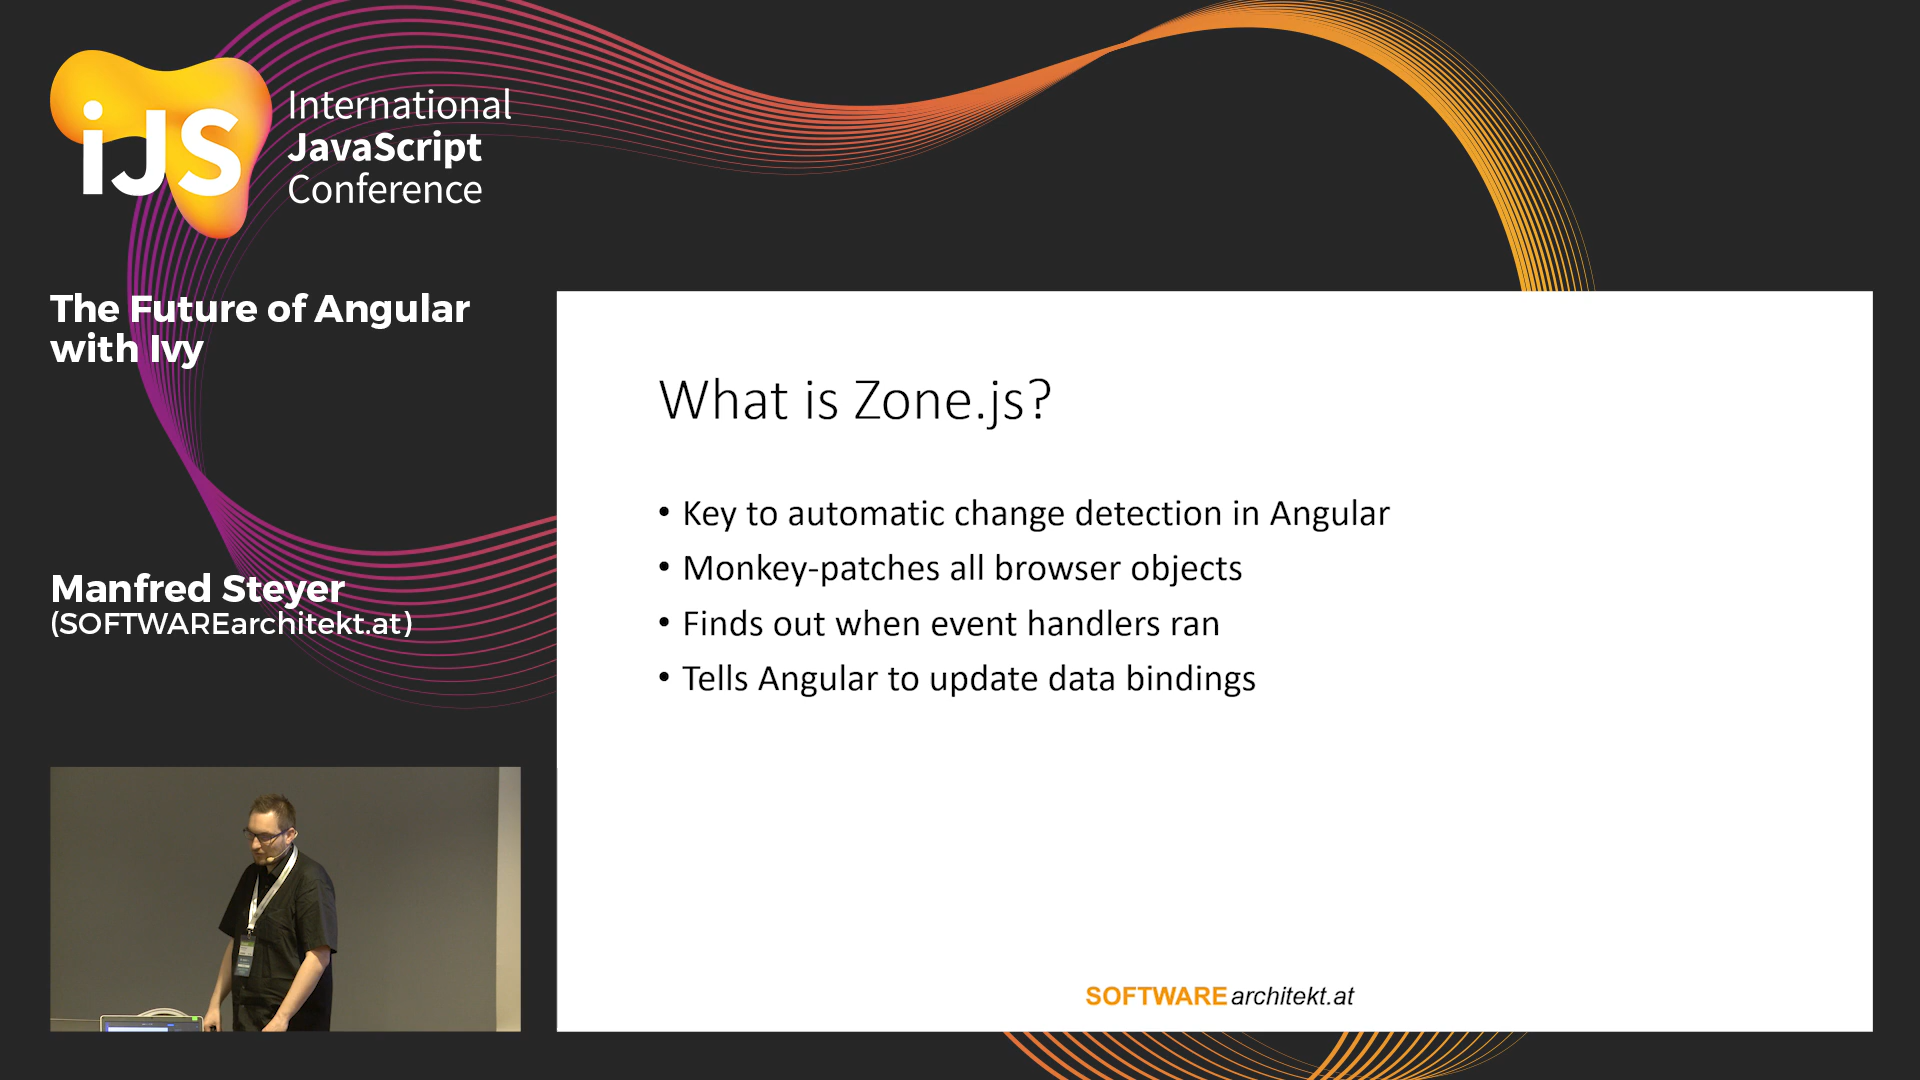 iJS
International
JavaScript
Conference
The Future of Angular
with Ivy
Manfred Steyer
(SOFTWAREarchitekt.at)
What is Zone.js?
• Key to automatic change detection in Angular
• Monkey-patches all browser objects
• Finds out when event handlers ran
• Tells Angular to update data bindings
SOFTWAREarchitekt.at